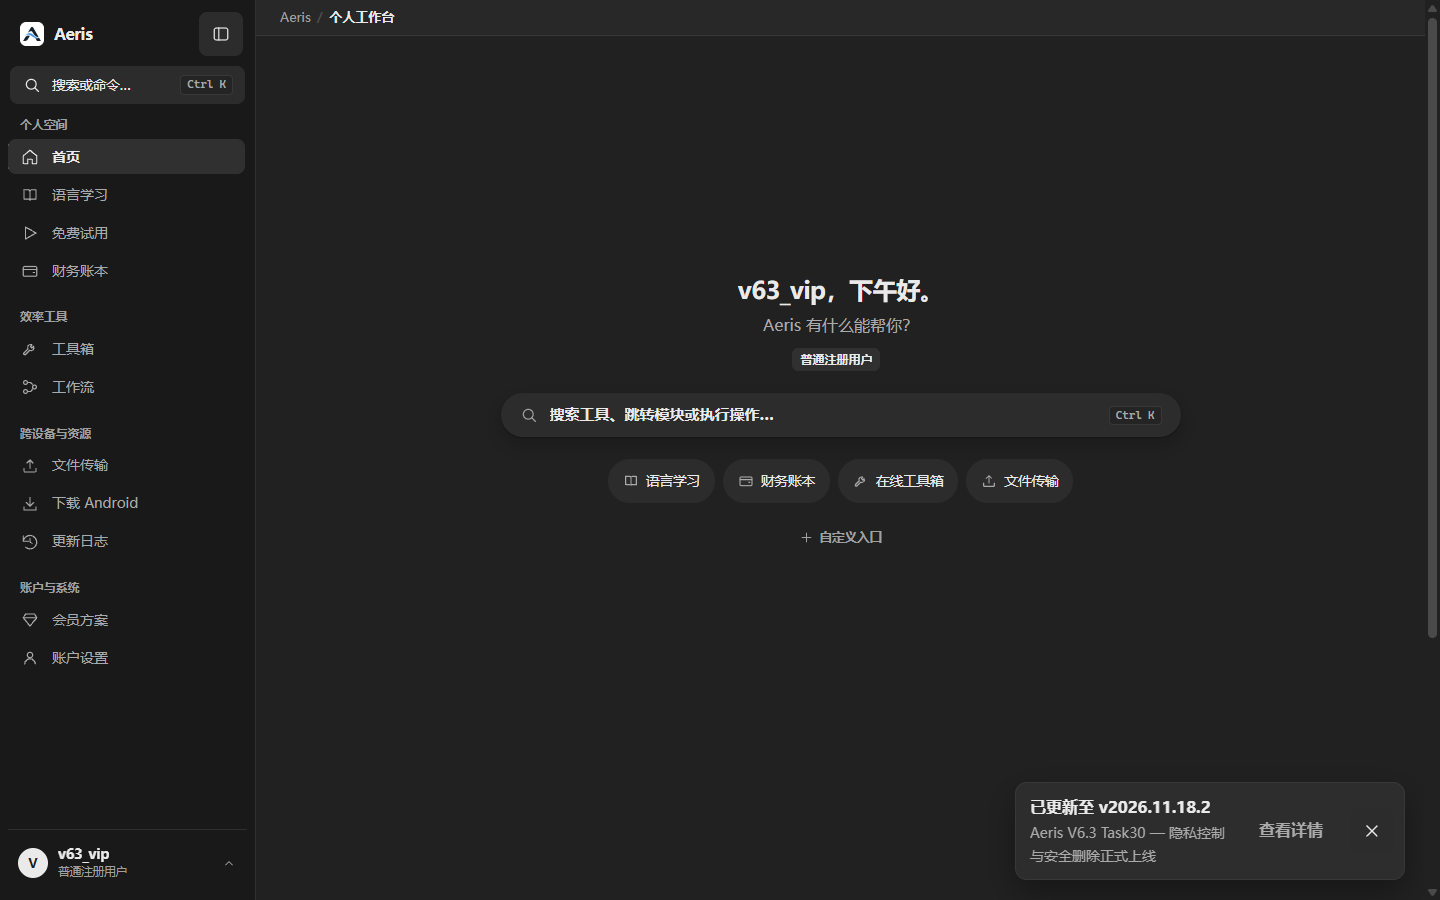 Aeris
搜索或命令...
Ctrl K
个人空间
首页
语言学习
免费试用
财务账本
效率工具
工具箱
工作流
跨设备与资源
文件传输
下载 Android
更新日志
账户与系统
会员方案
账户设置
V
v63_vip
普通注册用户
Aeris / 个人工作台
v63_vip，下午好。
Aeris 有什么能帮你？
普通注册用户
搜索工具、跳转模块或执行操作...
Ctrl K
语言学习
财务账本
在线工具箱
文件传输
自定义入口
已更新至 v2026.11.18.2
Aeris V6.3 Task30 — 隐私控制
与安全删除正式上线
查看详情